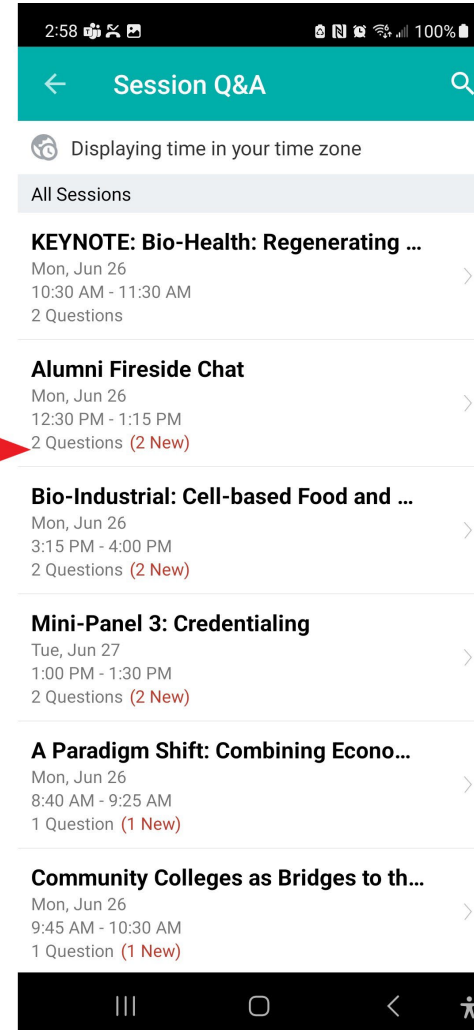 2:58 100%
Session Q&A
Displaying time in your time zone
All Sessions
KEYNOTE: Bio-Health: Regenerating ...
Mon, Jun 26
10:30 AM - 11:30 AM
2 Questions
Alumni Fireside Chat
Mon, Jun 26
12:30 PM - 1:15 PM
2 Questions (2 New)
Bio-Industrial: Cell-based Food and ...
Mon, Jun 26
3:15 PM - 4:00 PM
2 Questions (2 New)
Mini-Panel 3: Credentialing
Tue, Jun 27
1:00 PM - 1:30 PM
2 Questions (2 New)
A Paradigm Shift: Combining Econo...
Mon, Jun 26
8:40 AM - 9:25 AM
1 Question (1 New)
Community Colleges as Bridges to th...
Mon, Jun 26
9:45 AM - 10:30 AM
1 Question (1 New)